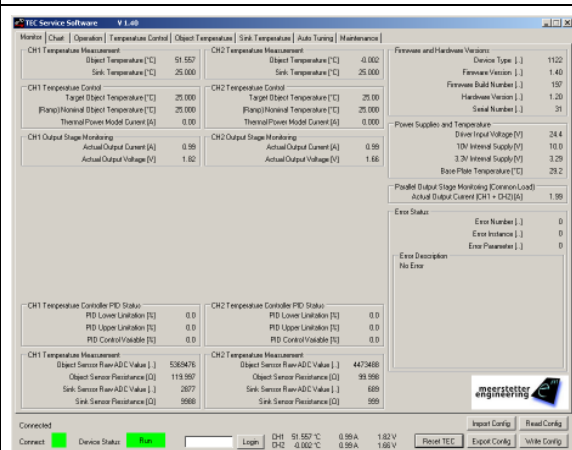 TEC Service Software V 1.40
Monitor Chart Operation Temperature Control Object Temperature Sink Temperature Auto Tuning Maintenance
CH1 Temperature Measurement
Object Temperature [°C] 51.557
Sink Temperature [°C] 25.000
CH2 Temperature Measurement
Object Temperature [°C] -0.002
Sink Temperature [°C] 25.000
Firmware and Hardware Versions
Device Type [..] 1122
Firmware Version [..] 1.40
Firmware Build Number [..] 197
Hardware Version [..] 1.20
Serial Number [..] 31
CH1 Temperature Control
Target Object Temperature [°C] 25.000
(Ramp) Nominal Object Temperature [°C] 25.000
Thermal Power Model Current [A] 0.00
CH2 Temperature Control
Target Object Temperature [°C] 25.00
(Ramp) Nominal Object Temperature [°C] 25.000
Thermal Power Model Current [A] 0.000
Power Supplies and Temperature
Driver Input Voltage [V] 24.4
10V Internal Supply [V] 10.0
3.3V Internal Supply [V] 3.29
Base Plate Temperature [°C] 29.2
CH1 Output Stage Monitoring
Actual Output Current [A] 0.99
Actual Output Voltage [V] 1.82
CH2 Output Stage Monitoring
Actual Output Current [A] 0.99
Actual Output Voltage [V] 1.66
Parallel Output Stage Monitoring (Common Load)
Actual Output Current (CH1 + CH2) [A] 1.99
Error Status
Error Number [..] 0
Error Instance [..] 0
Error Parameter [..] 0
Error Description
No Error
CH1 Temperature Controller PID Status
PID Lower Limitation [%] 0.0
PID Upper Limitation [%] 0.0
PID Control Variable [%] 0.0
CH2 Temperature Controller PID Status
PID Lower Limitation [%] 0.0
PID Upper Limitation [%] 0.0
PID Control Variable [%] 0.0
CH1 Temperature Measurement
Object Sensor Raw ADC Value [..] 5369476
Object Sensor Resistance [Ω] 119.997
Sink Sensor Raw ADC Value [..] 2877
Sink Sensor Resistance [Ω] 9988
CH2 Temperature Measurement
Object Sensor Raw ADC Value [..] 4473488
Object Sensor Resistance [Ω] 99.998
Sink Sensor Raw ADC Value [..] 689
Sink Sensor Resistance [Ω] 999
meerstetter
engineering
Connected
Import Config Read Config
Connect Device Status Run Login
CH1 51.557 °C 0.99 A 1.82 V
CH2 -0.002 °C 0.99 A 1.66 V
Reset TEC Export Config Write Config